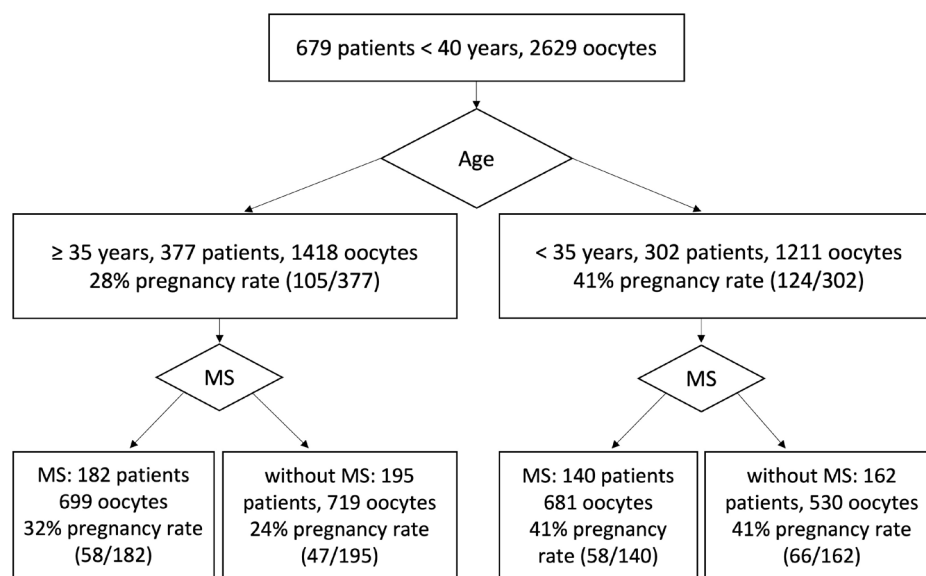 679 patients < 40 years, 2629 oocytes
Age
≥ 35 years, 377 patients, 1418 oocytes
28% pregnancy rate (105/377)
< 35 years, 302 patients, 1211 oocytes
41% pregnancy rate (124/302)
MS
MS
MS: 182 patients
699 oocytes
32% pregnancy rate
(58/182)
without MS: 195
patients, 719 oocytes
24% pregnancy rate
(47/195)
MS: 140 patients
681 oocytes
41% pregnancy
rate (58/140)
without MS: 162
patients, 530 oocytes
41% pregnancy rate
(66/162)